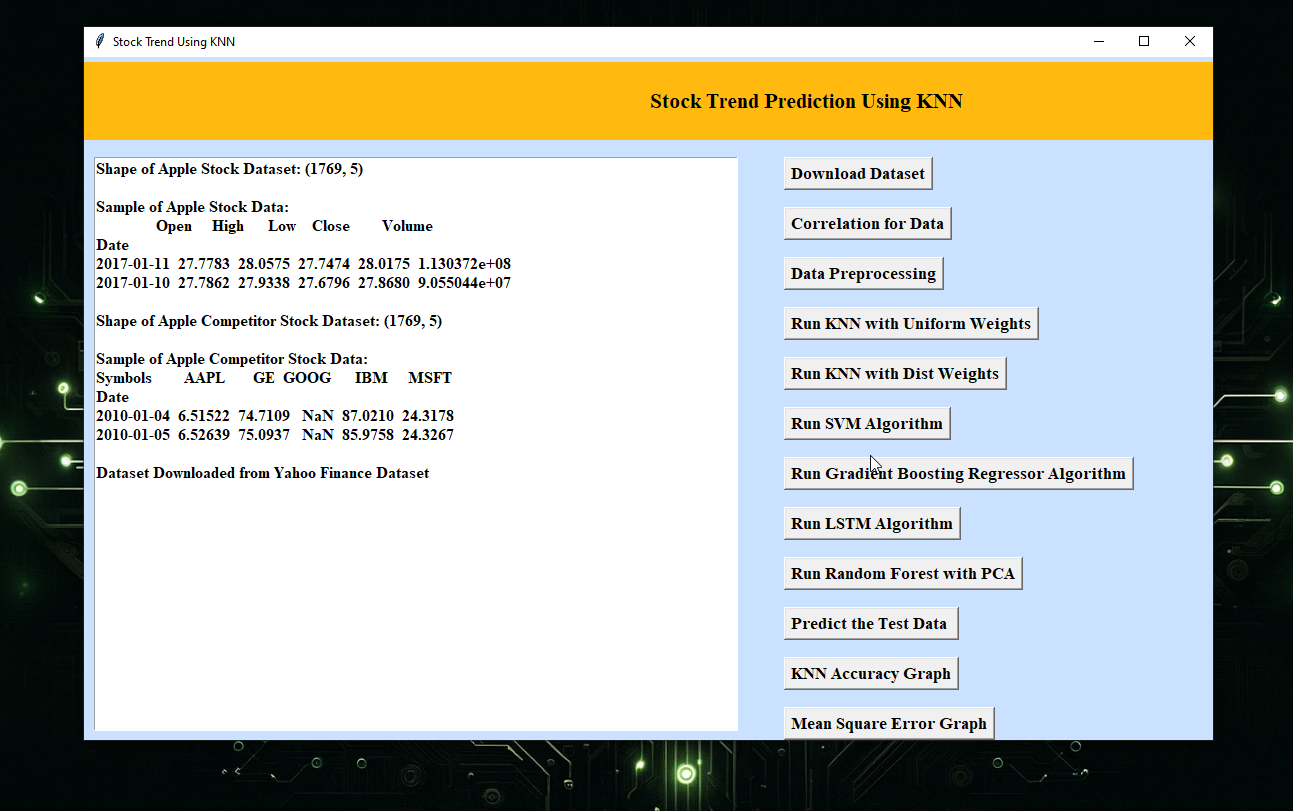 Stock Trend Using KNN
Stock Trend Prediction Using KNN
Shape of Apple Stock Dataset: (1769, 5)
Sample of Apple Stock Data:
Open High Low Close Volume
Date
2017-01-11 27.7783 28.0575 27.7474 28.0175 1.130372e+08
2017-01-10 27.7862 27.9338 27.6796 27.8680 9.055044e+07
Shape of Apple Competitor Stock Dataset: (1769, 5)
Sample of Apple Competitor Stock Data:
Symbols AAPL GE GOOG IBM MSFT
Date
2010-01-04 6.51522 74.7109 NaN 87.0210 24.3178
2010-01-05 6.52639 75.0937 NaN 85.9758 24.3267
Dataset Downloaded from Yahoo Finance Dataset
Download Dataset
Correlation for Data
Data Preprocessing
Run KNN with Uniform Weights
Run KNN with Dist Weights
Run SVM Algorithm
Run Gradient Boosting Regressor Algorithm
Run LSTM Algorithm
Run Random Forest with PCA
Predict the Test Data
KNN Accuracy Graph
Mean Square Error Graph